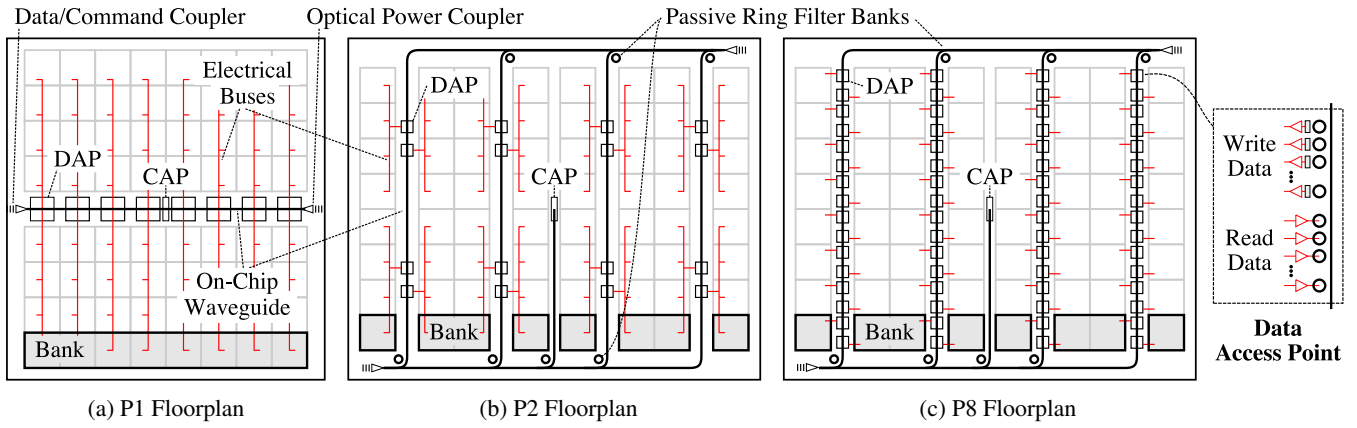 Data/Command Coupler
Optical Power Coupler
Passive Ring Filter Banks
Electrical
Buses
DAP
CAP
On-Chip
Waveguide
Bank
DAP
CAP
Bank
DAP
CAP
Bank
Write
Data
Read
Data
Data
Access Point
(a) P1 Floorplan
(b) P2 Floorplan
(c) P8 Floorplan